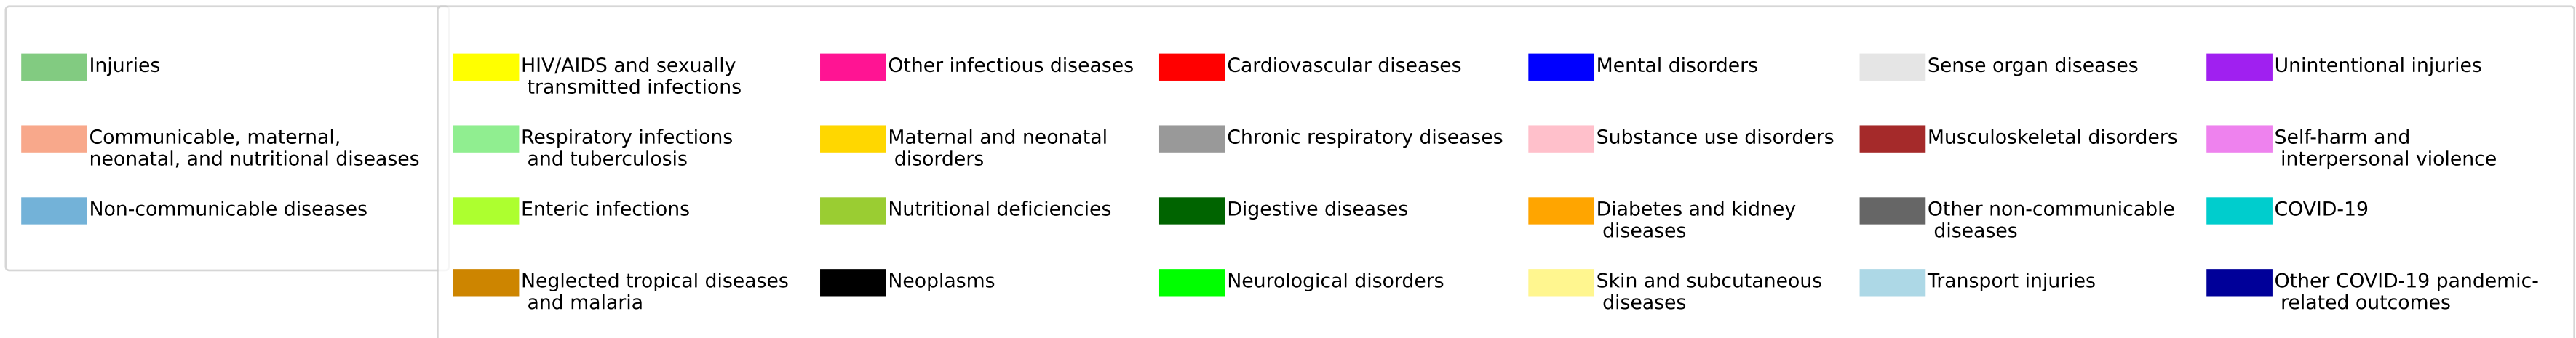 Injuries
Communicable, maternal,
neonatal, and nutritional diseases
Non-communicable diseases
HIV/AIDS and sexually
transmitted infections
Respiratory infections
and tuberculosis
Enteric infections
Neglected tropical diseases
and malaria
Other infectious diseases
Maternal and neonatal
disorders
Nutritional deficiencies
Neoplasms
Cardiovascular diseases
Chronic respiratory diseases
Digestive diseases
Neurological disorders
Mental disorders
Substance use disorders
Diabetes and kidney
diseases
Skin and subcutaneous
diseases
Sense organ diseases
Musculoskeletal disorders
Other non-communicable
diseases
Transport injuries
Unintentional injuries
Self-harm and
interpersonal violence
COVID-19
Other COVID-19 pandemic-
related outcomes